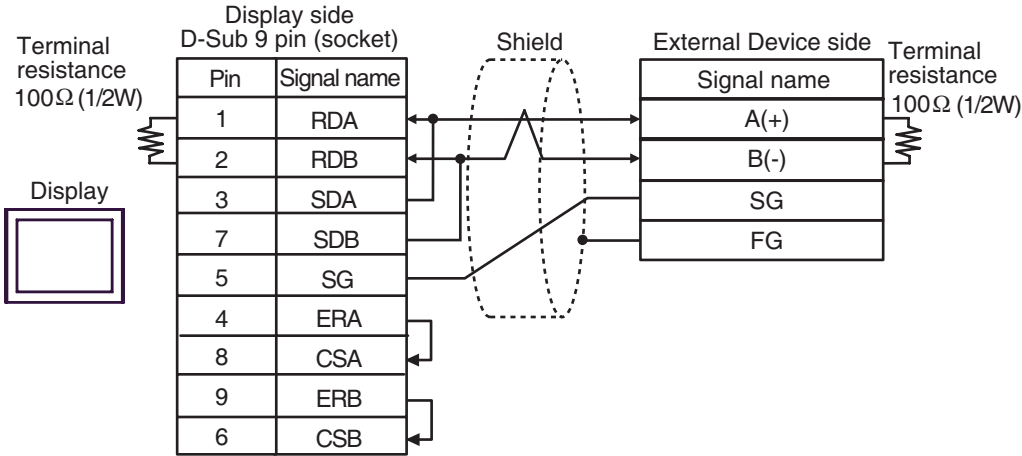 Display side
D-Sub 9 pin (socket)
Terminal
resistance
100Ω (1/2W)
Shield
External Device side
Terminal
resistance
100Ω (1/2W)
Pin Signal name
1 RDA
2 RDB
3 SDA
7 SDB
5 SG
4 ERA
8 CSA
9 ERB
6 CSB
Signal name
A(+)
B(-)
SG
FG
Display